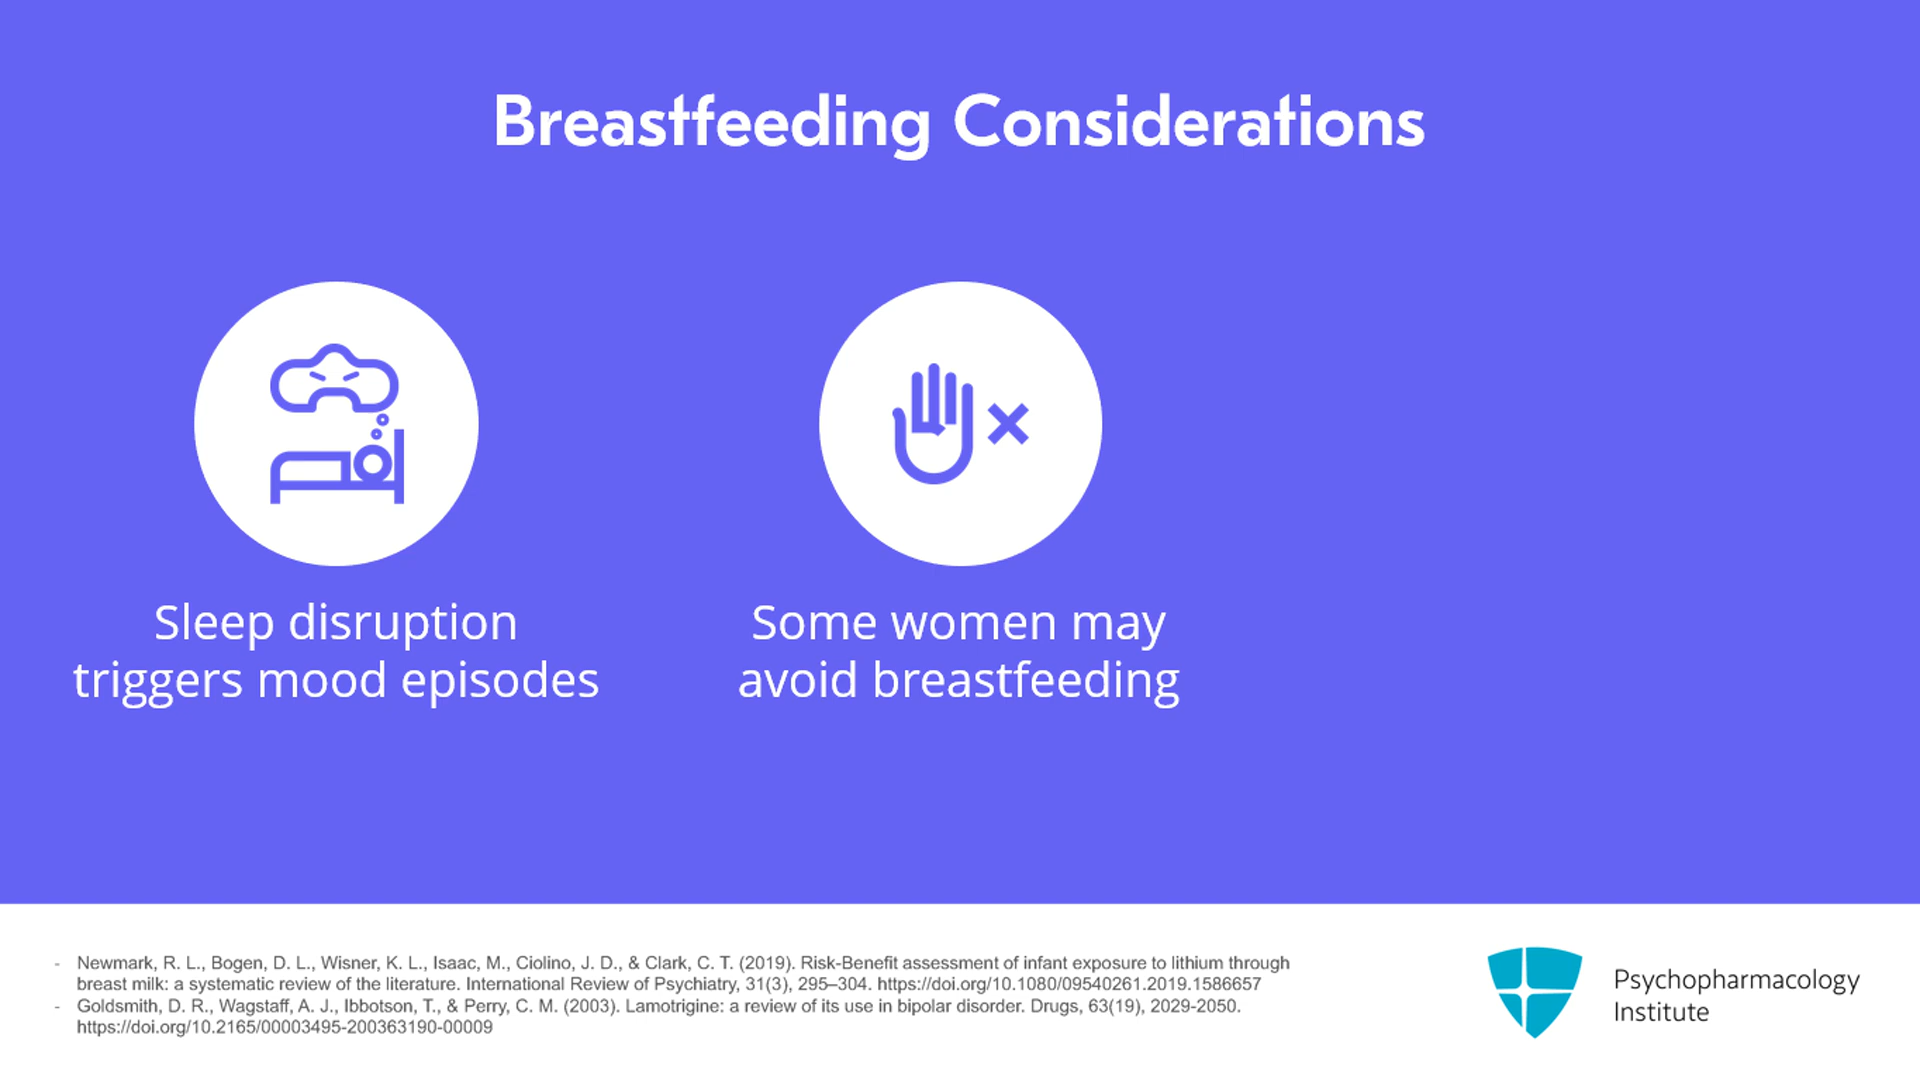 Breastfeeding Considerations
Sleep disruption
triggers mood episodes
Some women may
avoid breastfeeding
- Newmark, R. L., Bogen, D. L., Wisner, K. L., Isaac, M., Ciolino, J. D., & Clark, C. T. (2019). Risk-Benefit assessment of infant exposure to lithium through
breast milk: a systematic review of the literature. International Review of Psychiatry, 31(3), 295–304. https://doi.org/10.1080/09540261.2019.1586657
- Goldsmith, D. R., Wagstaff, A. J., Ibbotson, T., & Perry, C. M. (2003). Lamotrigine: a review of its use in bipolar disorder. Drugs, 63(19), 2029-2050.
https://doi.org/10.2165/00003495-200363190-00009
Psychopharmacology
Institute